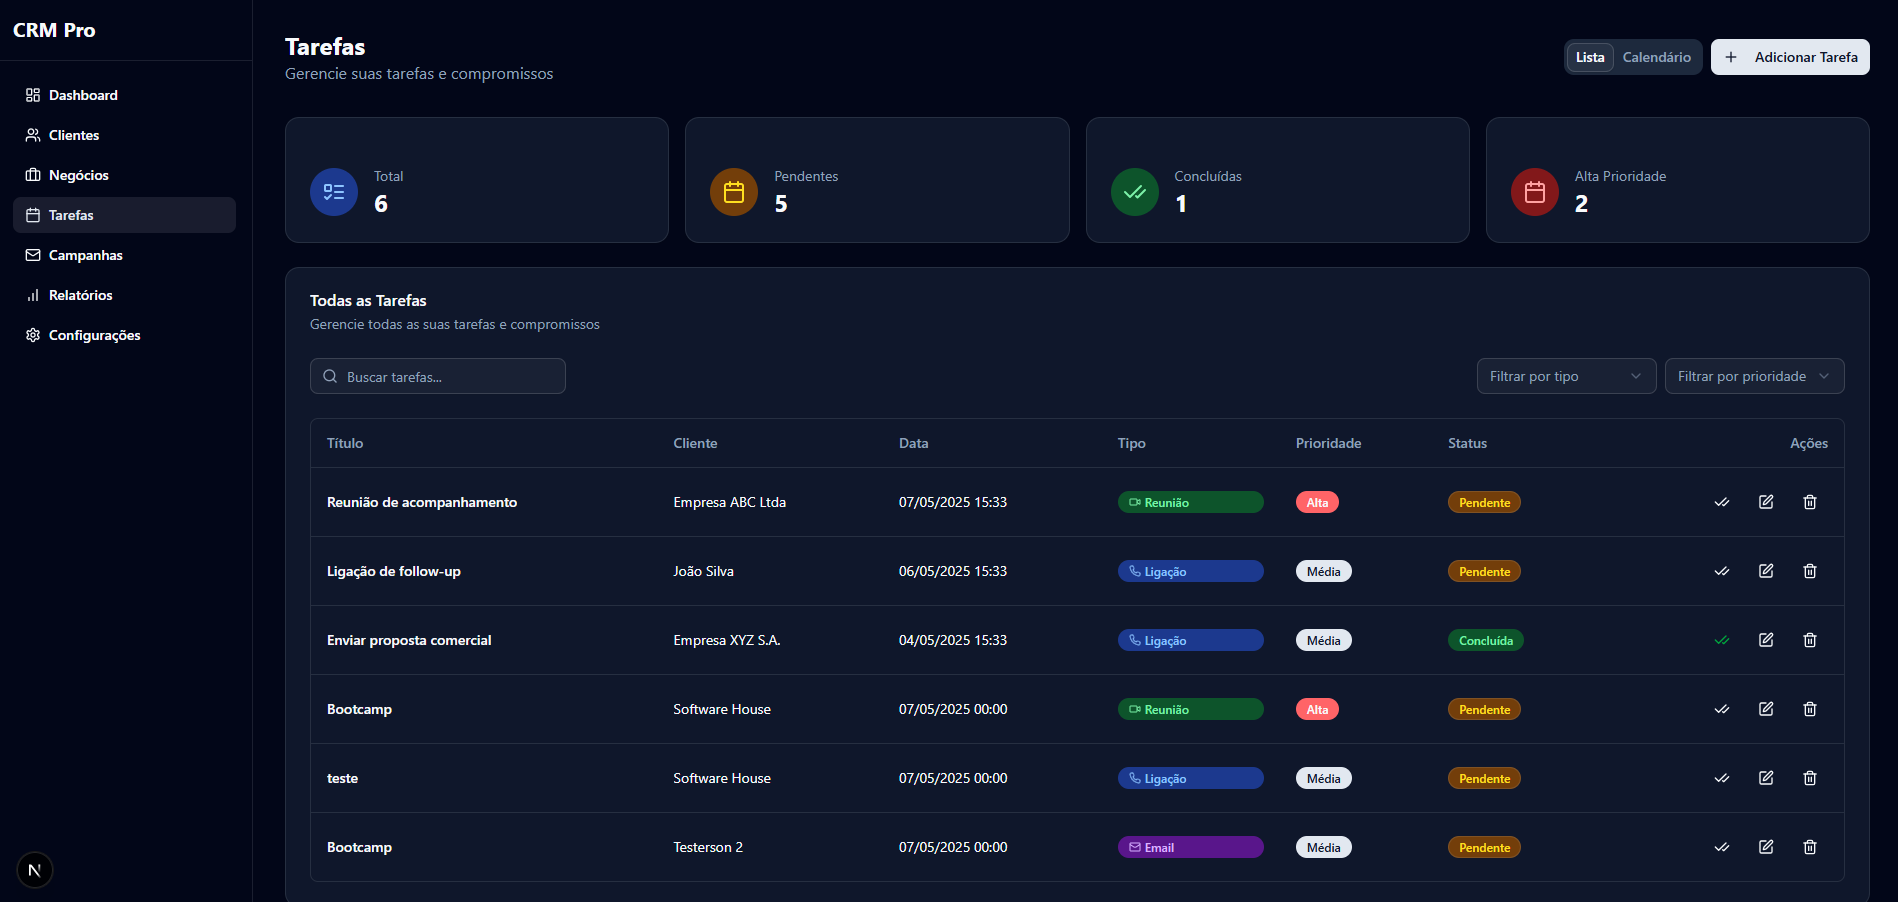 CRM Pro
Dashboard
Clientes
Negócios
Tarefas
Campanhas
Relatórios
Configurações
N
Tarefas
Gerencie suas tarefas e compromissos
Lista Calendário Adicionar Tarefa
Total
6
Pendentes
5
Concluídas
1
Alta Prioridade
2
Todas as Tarefas
Gerencie todas as suas tarefas e compromissos
Buscar tarefas...
Filtrar por tipo Filtrar por prioridade
Título Cliente Data Tipo Prioridade Status Ações
Reunião de acompanhamento Empresa ABC Ltda 07/05/2025 15:33 Reunião Alta Pendente
Ligação de follow-up João Silva 06/05/2025 15:33 Ligação Média Pendente
Enviar proposta comercial Empresa XYZ S.A. 04/05/2025 15:33 Ligação Média Concluída
Bootcamp Software House 07/05/2025 00:00 Reunião Alta Pendente
teste Software House 07/05/2025 00:00 Ligação Média Pendente
Bootcamp Testerson 2 07/05/2025 00:00 Email Média Pendente